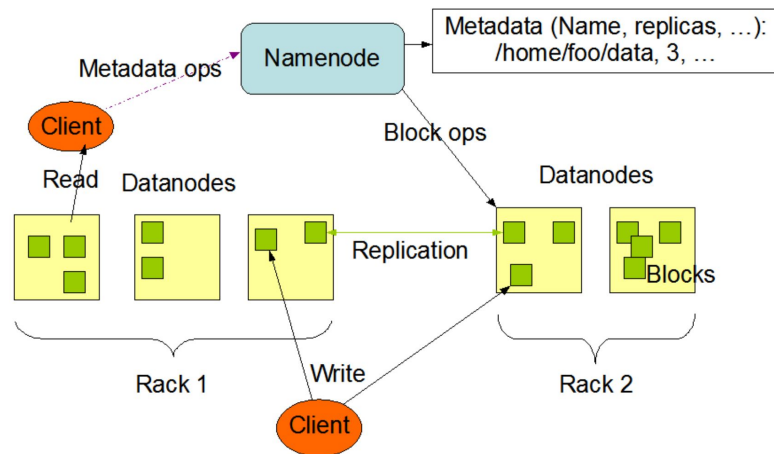 Metadata (Name, replicas, …):
/home/foo/data, 3, …
Namenode
Metadata ops
Client
Block ops
Read
Datanodes
Datanodes
Replication
Blocks
Rack 1
Write
Rack 2
Client